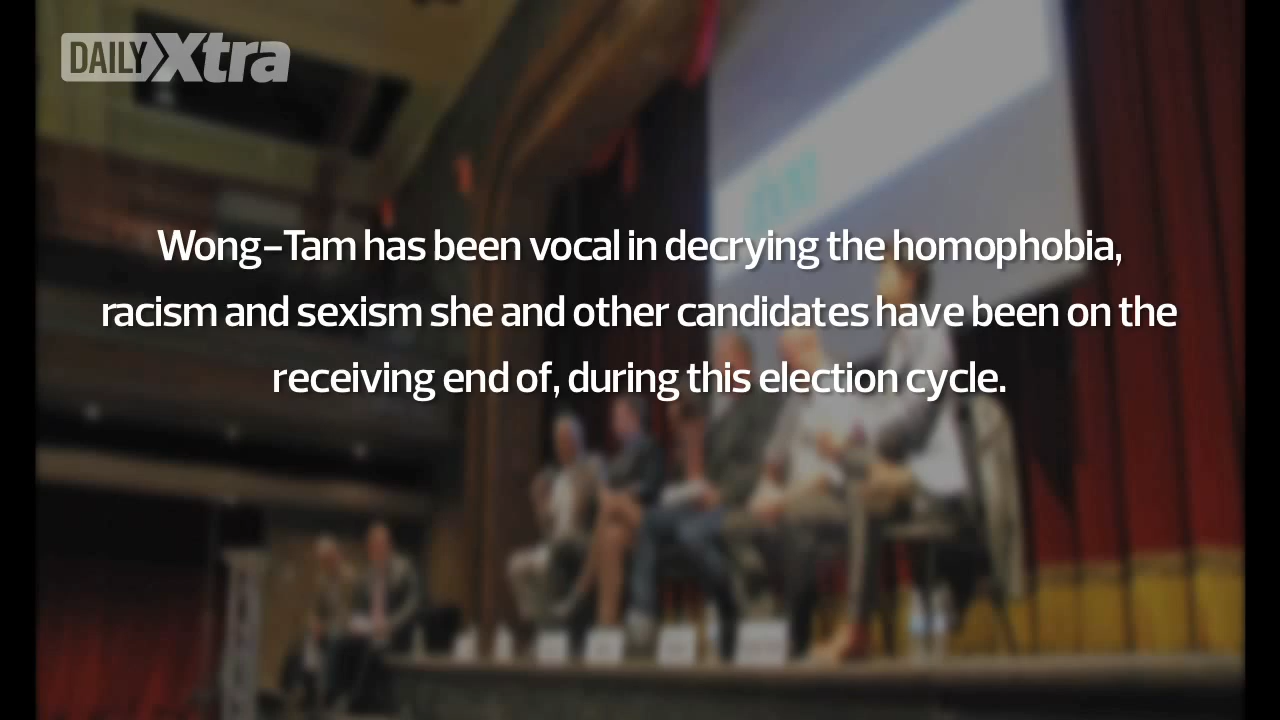 DAILY Xtra
Wong-Tam has been vocal in decrying the homophobia,
racism and sexism she and other candidates have been on the
receiving end of, during this election cycle.